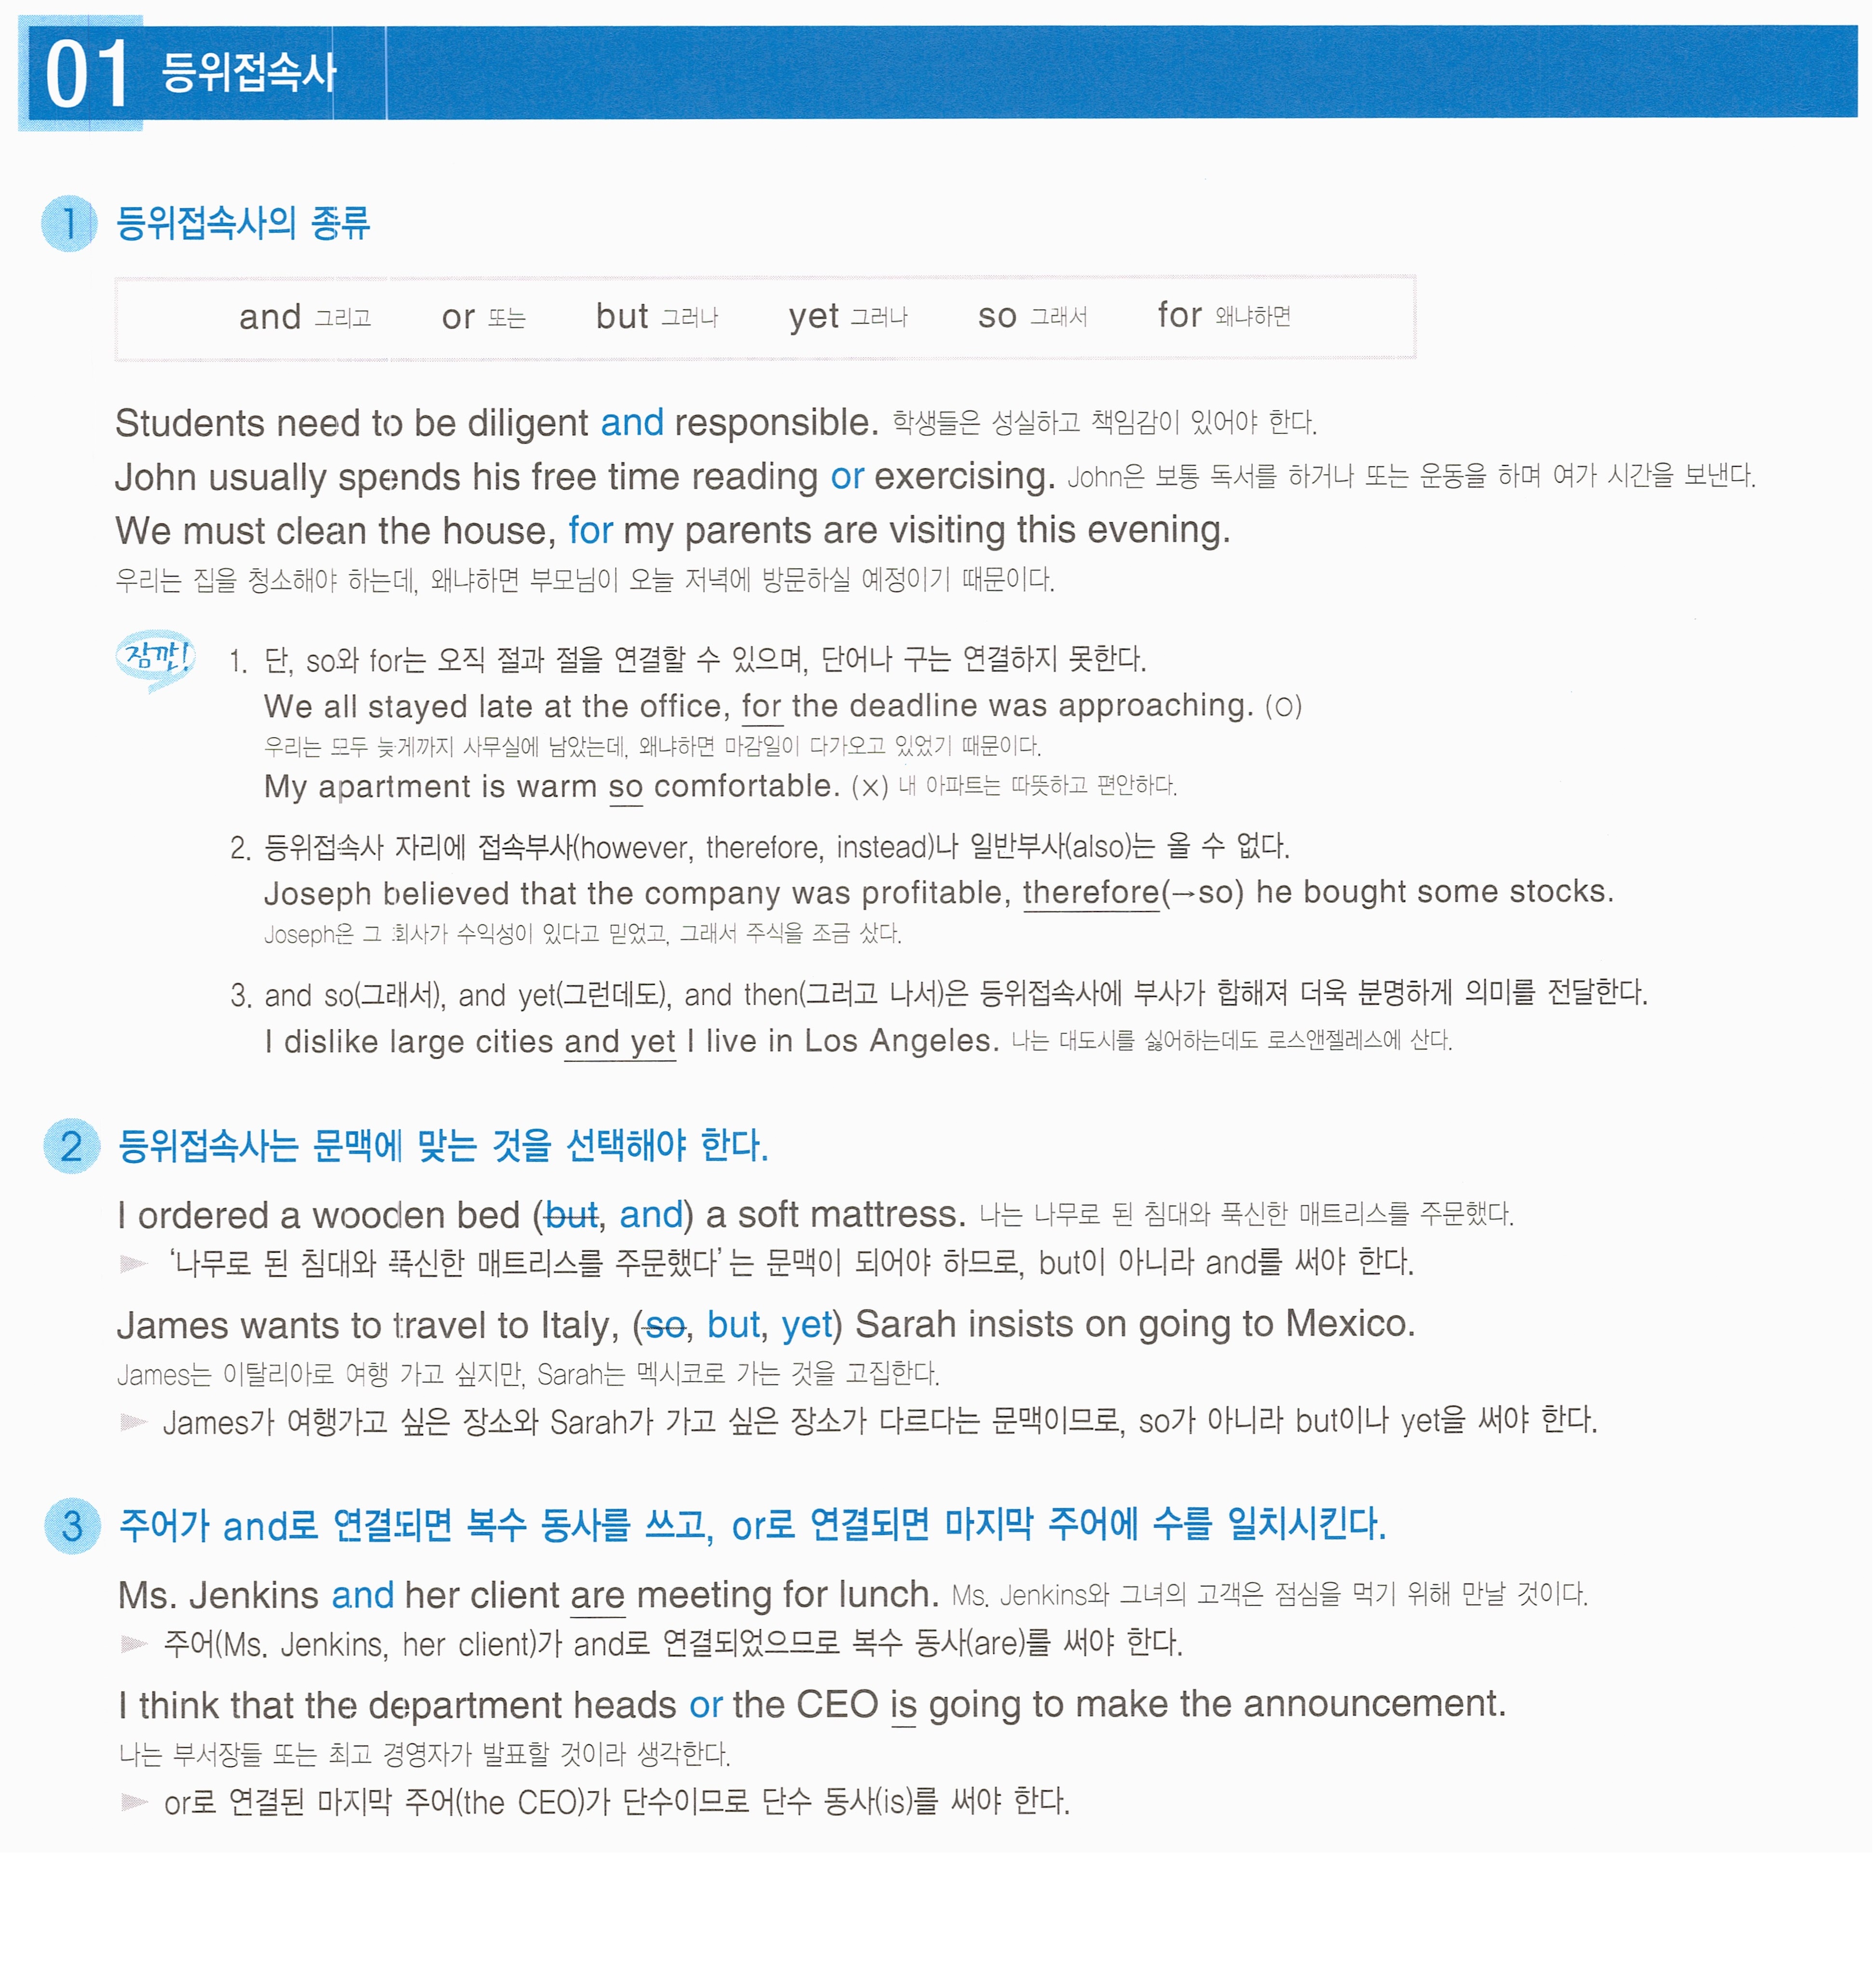 01 등위접속사
1 등위접속사의 종류
and 그리고 or 또는 but 그러나 yet 그러나 so 그래서 for 왜냐하면
Students need to be diligent and responsible. 학생들은 성실하고 책임감이 있어야 한다.
John usually spends his free time reading or exercising. John은 보통 독서를 하거나 또는 운동을 하며 여가 시간을 보낸다.
We must clean the house, for my parents are visiting this evening.
우리는 집을 청소해야 하는데, 왜냐하면 부모님이 오늘 저녁에 방문하실 예정이기 때문이다.
잠깐! 1. 단, so와 for는 오직 절과 절을 연결할 수 있으며, 단어나 구는 연결하지 못한다.
We all stayed late at the office, for the deadline was approaching. (O)
우리는 모두 늦게까지 사무실에 남았는데, 왜냐하면 마감일이 다가오고 있었기 때문이다.
My apartment is warm so comfortable. (×) 내 아파트는 따뜻하고 편안하다.
2. 등위접속사 자리에 접속부사(however, therefore, instead)나 일반부사(also)는 올 수 없다.
Joseph believed that the company was profitable, therefore(→so) he bought some stocks.
Joseph은 그 회사가 수익성이 있다고 믿었고, 그래서 주식을 조금 샀다.
3. and so(그래서), and yet(그런데도), and then(그러고 나서)은 등위접속사에 부사가 합해져 더욱 분명하게 의미를 전달한다.
I dislike large cities and yet I live in Los Angeles. 나는 대도시를 싫어하는데도 로스앤젤레스에 산다.
2 등위접속사는 문맥에 맞는 것을 선택해야 한다.
I ordered a wooden bed (but, and) a soft mattress. 나는 나무로 된 침대와 푹신한 매트리스를 주문했다.
▶ ‘나무로 된 침대와 푹신한 매트리스를 주문했다’는 문맥이 되어야 하므로, but이 아니라 and를 써야 한다.
James wants to travel to Italy, (so, but, yet) Sarah insists on going to Mexico.
James는 이탈리아로 여행 가고 싶지만, Sarah는 멕시코로 가는 것을 고집한다.
▶ James가 여행가고 싶은 장소와 Sarah가 가고 싶은 장소가 다르다는 문맥이므로, so가 아니라 but이나 yet을 써야 한다.
3 주어가 and로 연결되면 복수 동사를 쓰고, or로 연결되면 마지막 주어에 수를 일치시킨다.
Ms. Jenkins and her client are meeting for lunch. Ms. Jenkins와 그녀의 고객은 점심을 먹기 위해 만날 것이다.
▶ 주어(Ms. Jenkins, her client)가 and로 연결되었으므로 복수 동사(are)를 써야 한다.
I think that the department heads or the CEO is going to make the announcement.
나는 부서장들 또는 최고 경영자가 발표할 것이라 생각한다.
▶ or로 연결된 마지막 주어(the CEO)가 단수이므로 단수 동사(is)를 써야 한다.